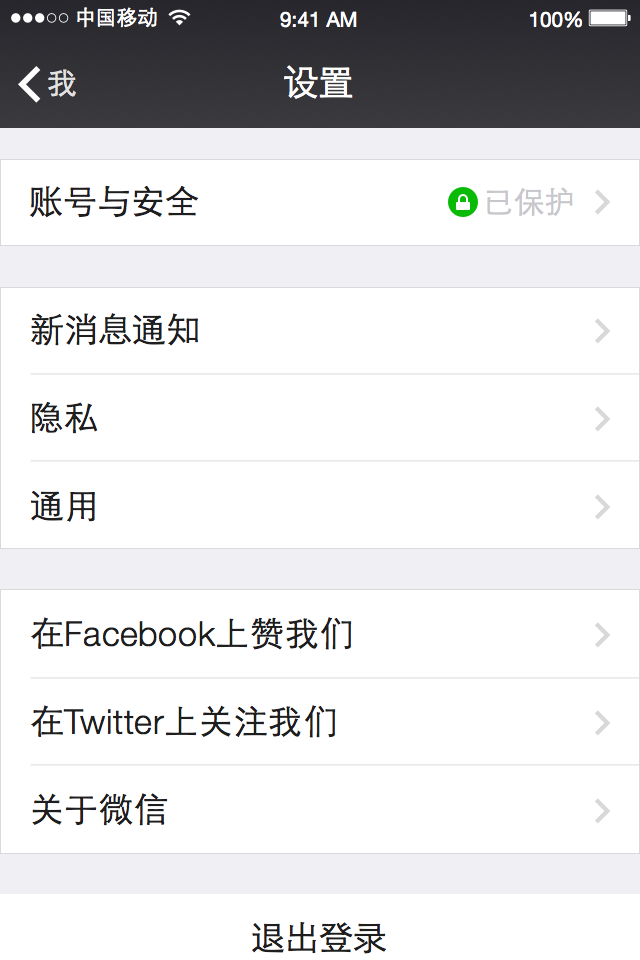 中国移动 9:41 AM 100%
我 设置
账号与安全 已保护
新消息通知
隐私
通用
在Facebook上赞我们
在Twitter上关注我们
关于微信
退出登录